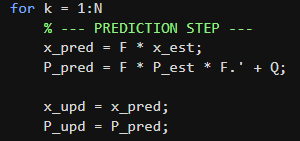 for k = 1:N
% --- PREDICTION STEP ---
x_pred = F * x_est;
P_pred = F * P_est * F.' + Q;
x_upd = x_pred;
P_upd = P_pred;